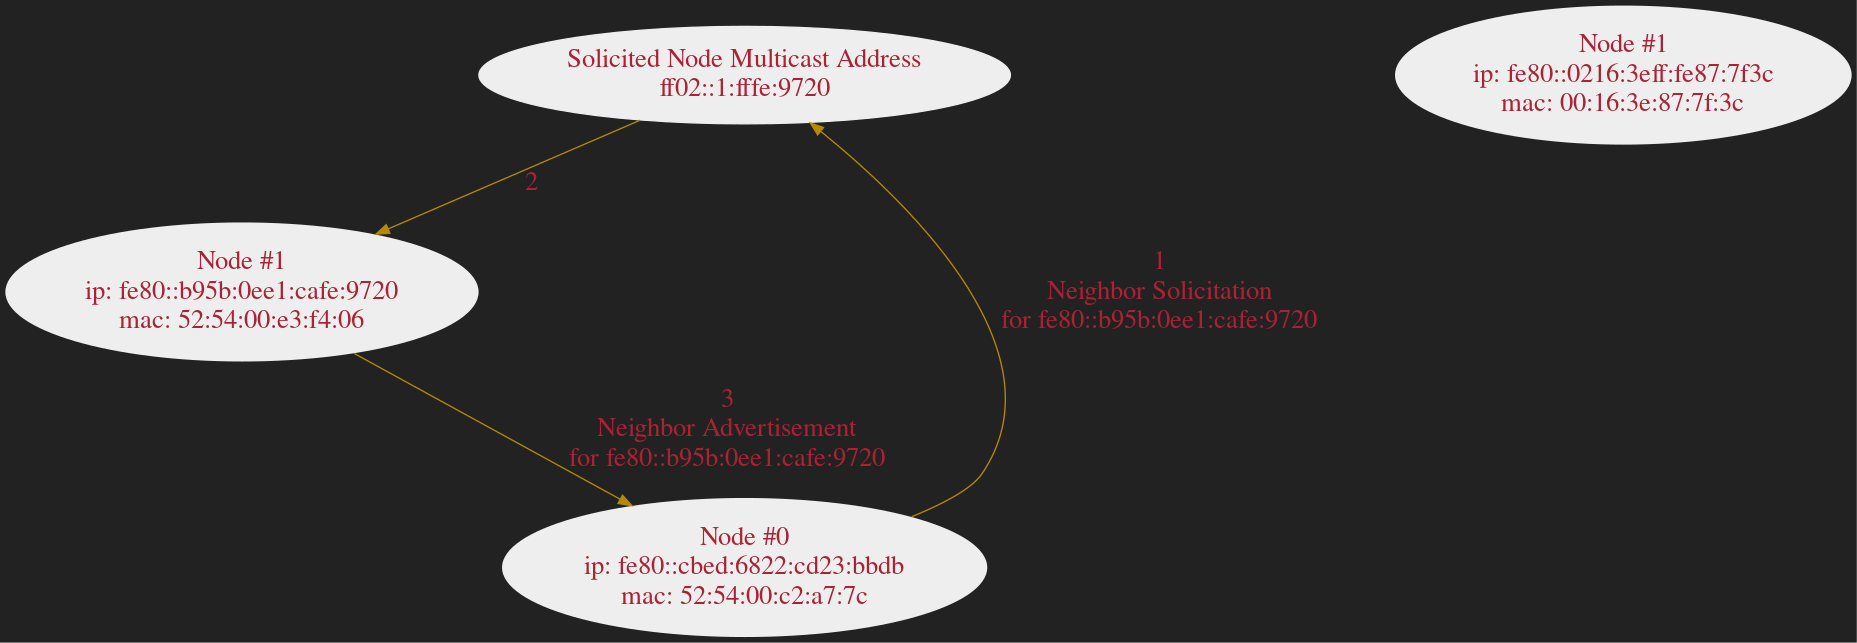 Solicited Node Multicast Address
ff02::1:fffe:9720
Node #1
ip: fe80::0216:3eff:fe87:7f3c
mac: 00:16:3e:87:7f:3c
2
Node #1
ip: fe80::b95b:0ee1:cafe:9720
mac: 52:54:00:e3:f4:06
1
Neighbor Solicitation
for fe80::b95b:0ee1:cafe:9720
3
Neighbor Advertisement
for fe80::b95b:0ee1:cafe:9720
Node #0
ip: fe80::cbed:6822:cd23:bbdb
mac: 52:54:00:c2:a7:7c